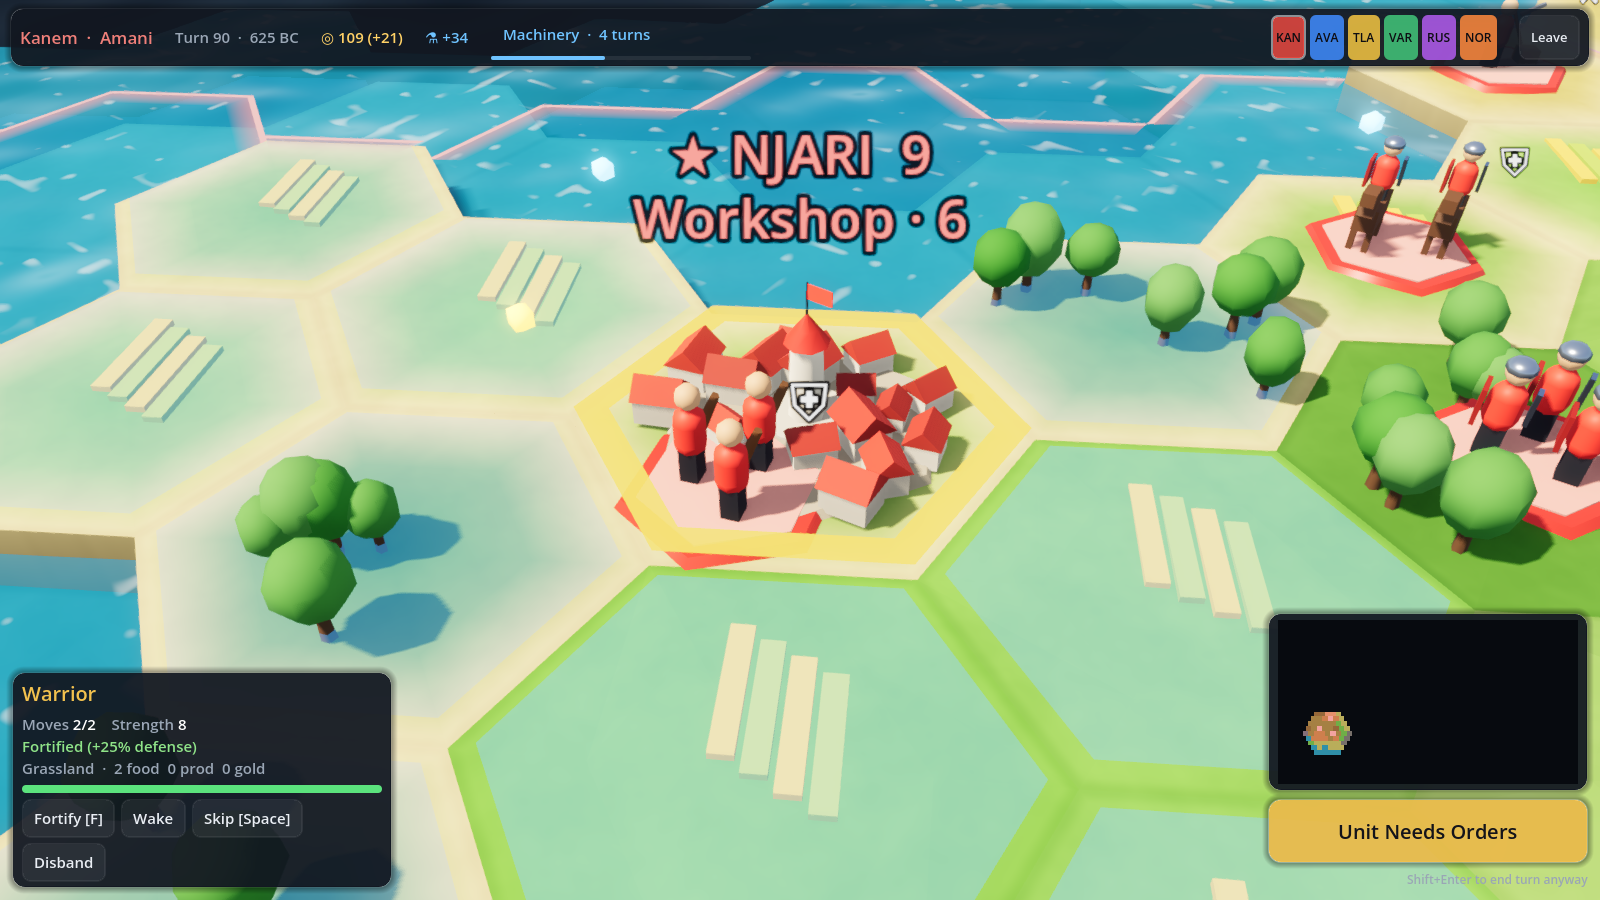 Kanem · Amani
Turn 90 · 625 BC
109 (+21)
+34
Machinery · 4 turns
KAN
AVA
TLA
VAR
RUS
NOR
Leave
★ NJARI 9
Workshop · 6
Warrior
Moves 2/2 Strength 8
Fortified (+25% defense)
Grassland · 2 food 0 prod 0 gold
Fortify [F]
Wake
Skip [Space]
Disband
Unit Needs Orders
Shift+Enter to end turn anyway